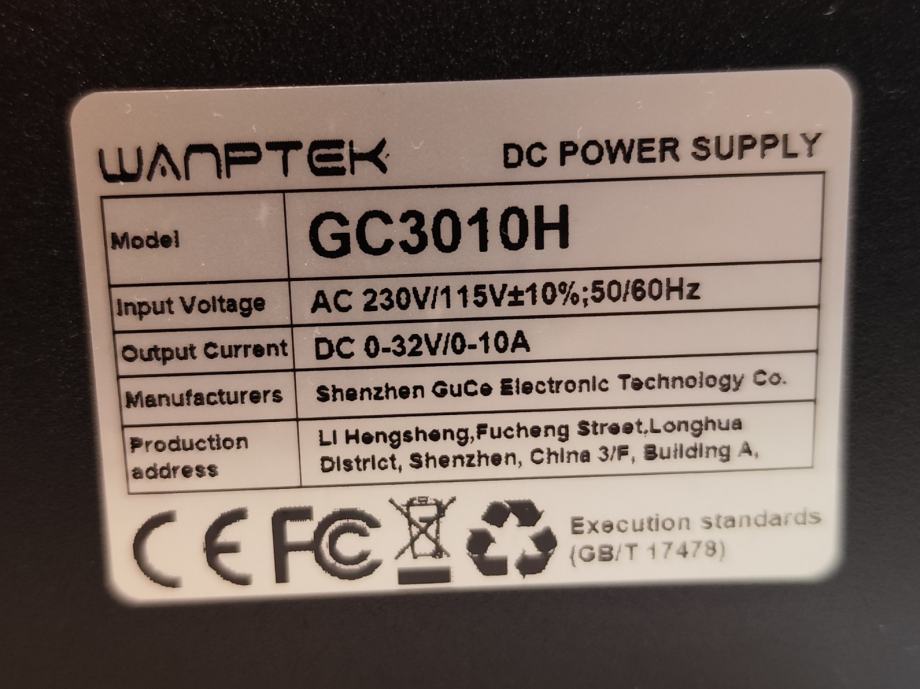 WANPTEK DC POWER SUPPLY
Model GC3010H
Input Voltage AC 230V/115V±10%;50/60Hz
Output Current DC 0-32V/0-10A
Manufacturers Shenzhen GuCe Electronic Technology Co.
Production address
LI Hengsheng,Fucheng Street,Longhua
District, Shenzhen, China 3/F, Building A,
CE FC Execution standards
(GB/T 17478)